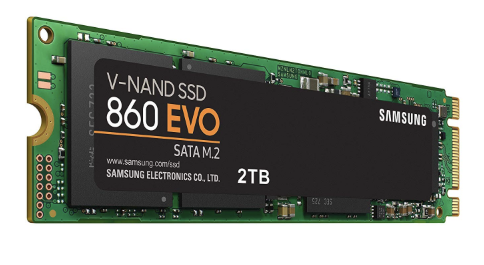 V-NAND SSD
860 EVO
SATA M.2
www.samsung.com/ssd
SAMSUNG ELECTRONICS CO., LTD.
2TB
SAMSUNG